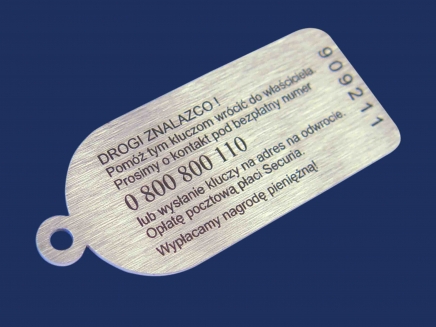 DROGI ZNALAZCO !
Pomóż tym kluczom wrócić do właściciela
Prosimy o kontakt pod bezpłatny numer
0 800 800 110
lub wysłanie kluczy na adres na odwrocie.
Opłatę pocztową płaci Securia.
Wypłacamy nagrodę pieniężną!
909211